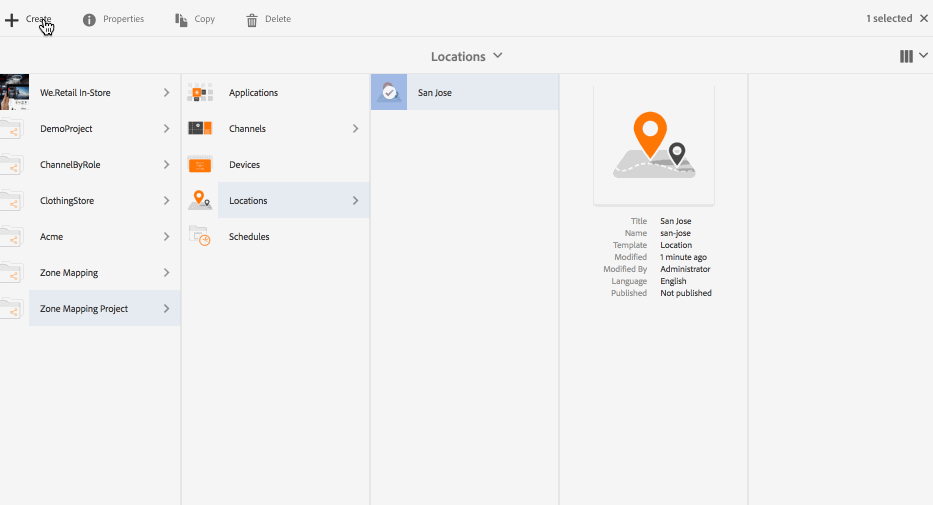 Create Properties Copy Delete 1 selected
Locations
We.Retail In-Store
DemoProject
ChannelByRole
ClothingStore
Acme
Zone Mapping
Zone Mapping Project
Applications
Channels
Devices
Locations
Schedules
San Jose
Title San Jose
Name san-jose
Template Location
Modified 1 minute ago
Modified By Administrator
Language English
Published Not published